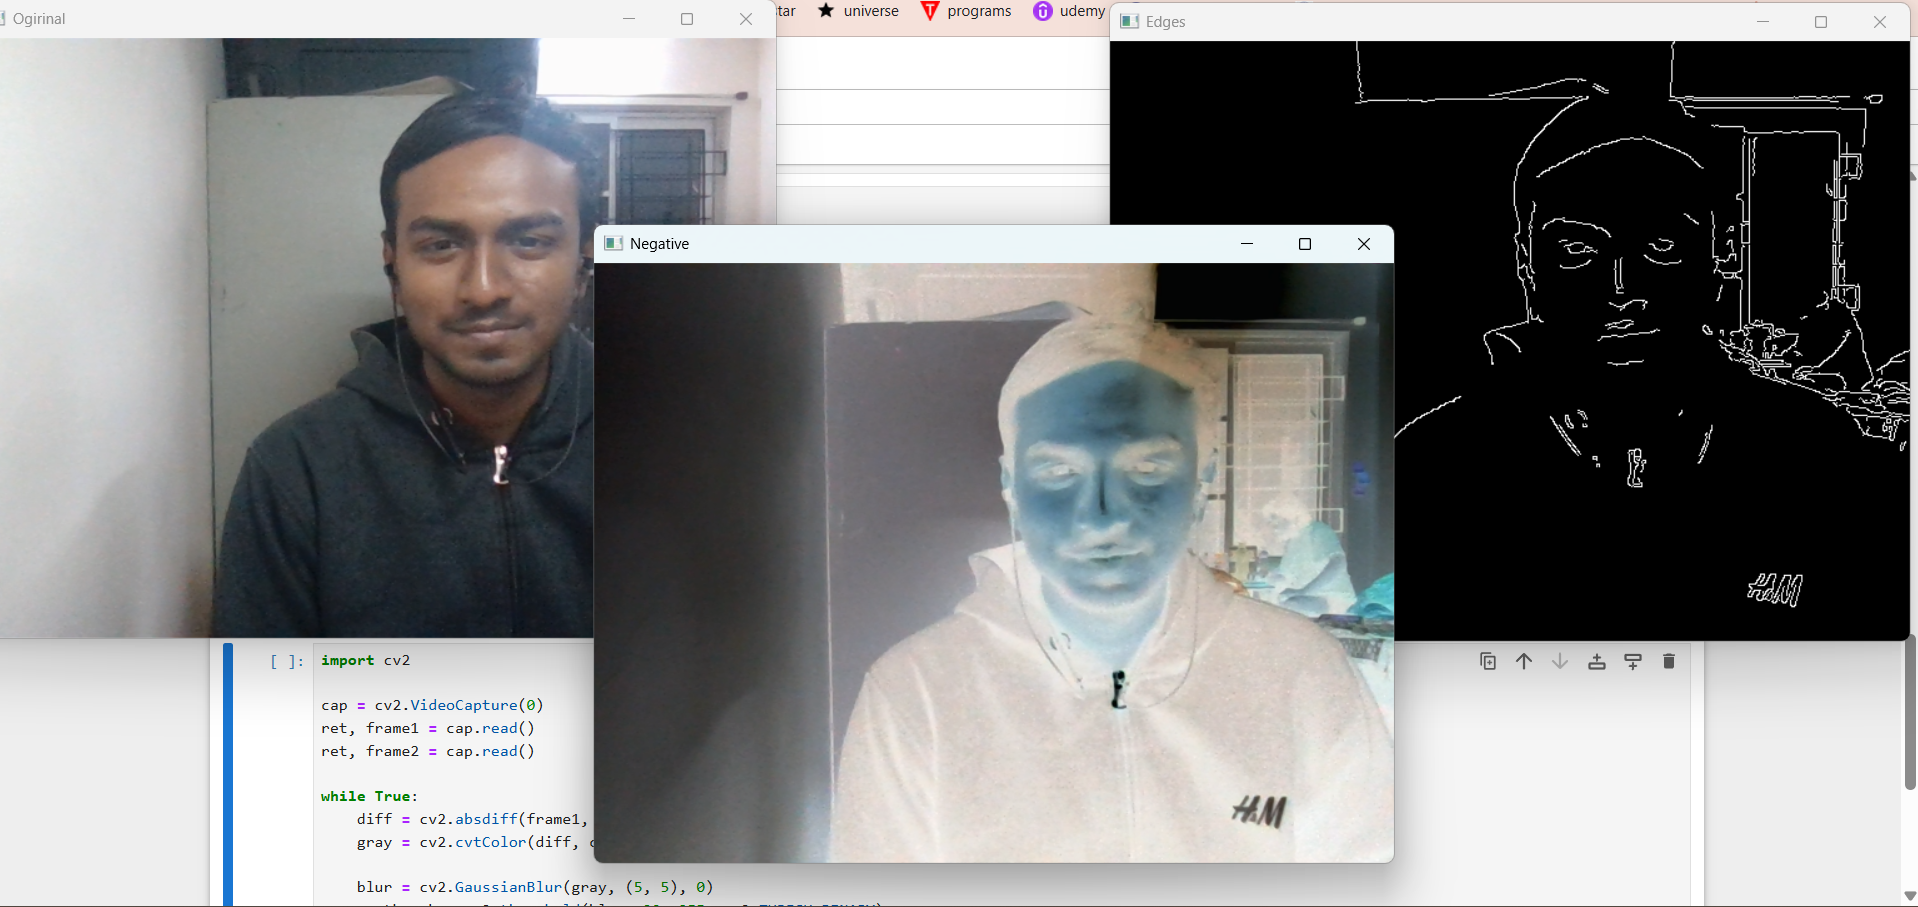 Ogirinal
tar
universe
programs
udemy
Edges
Negative
H&M
H&M
[ ]:
import cv2
cap = cv2.VideoCapture(0)
ret, frame1 = cap.read()
ret, frame2 = cap.read()
while True:
diff = cv2.absdiff(frame1,
gray = cv2.cvtColor(diff,
blur = cv2.GaussianBlur(gray, (5, 5), 0)